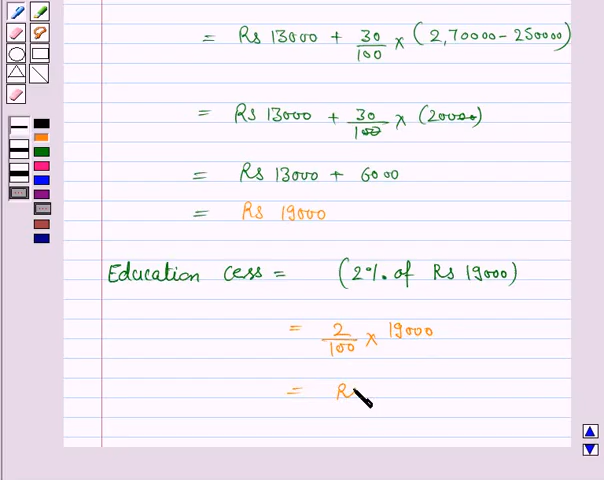 = Rs 13000 + 30/100 × (2,70000 - 250000)
= Rs 13000 + 30/100 × (20000)
= Rs 13000 + 6000
= Rs 19000
Education cess = (2% of Rs 19000)
= 2/100 × 19000
= R